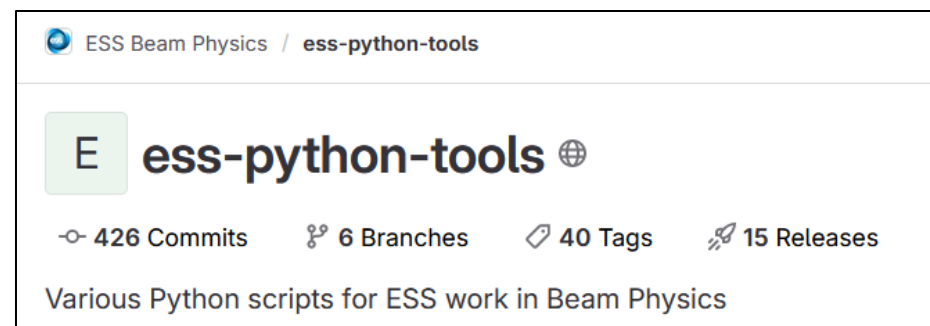 ESS Beam Physics / ess-python-tools
E ess-python-tools
426 Commits 6 Branches 40 Tags 15 Releases
Various Python scripts for ESS work in Beam Physics